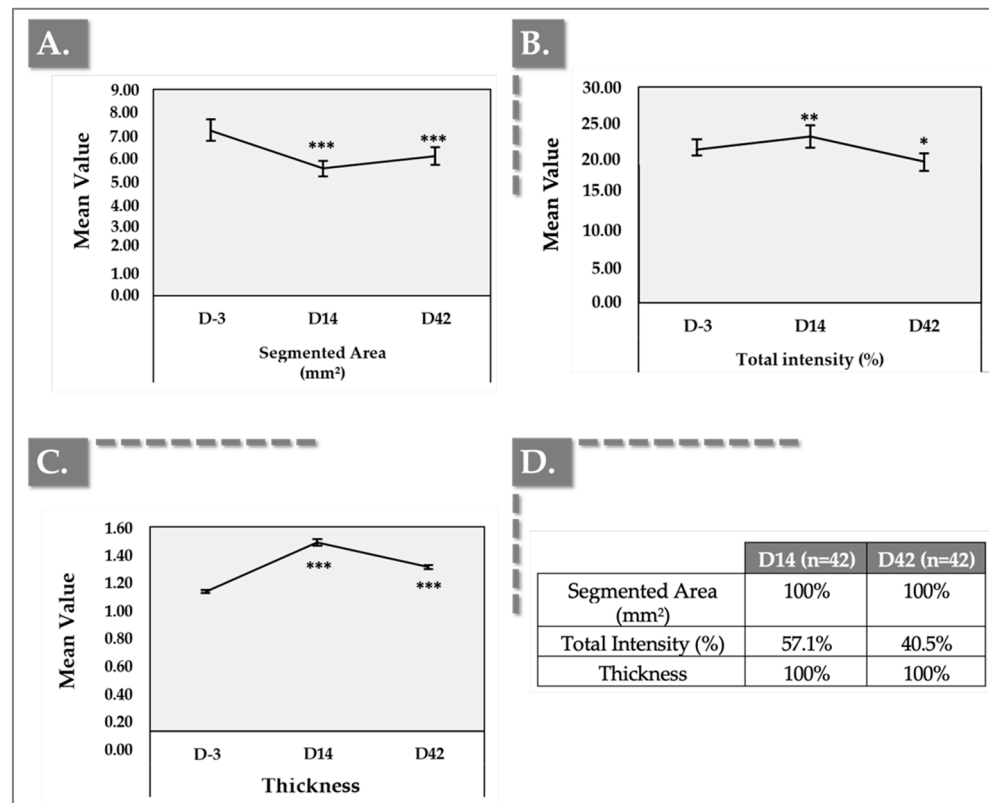 A.
Mean Value
9.00
8.00
7.00
6.00
5.00
4.00
3.00
2.00
1.00
0.00
***
***
D-3 D14 D42
Segmented Area
(mm²)
B.
Mean Value
30.00
25.00
20.00
15.00
10.00
5.00
0.00
**
*
D-3 D14 D42
Total intensity (%)
C.
Mean Value
1.60
1.40
1.20
1.00
0.80
0.60
0.40
0.20
0.00
***
***
D-3 D14 D42
Thickness
D.
D14 (n=42) D42 (n=42)
Segmented Area 100% 100%
(mm²)
Total Intensity (%) 57.1% 40.5%
Thickness 100% 100%